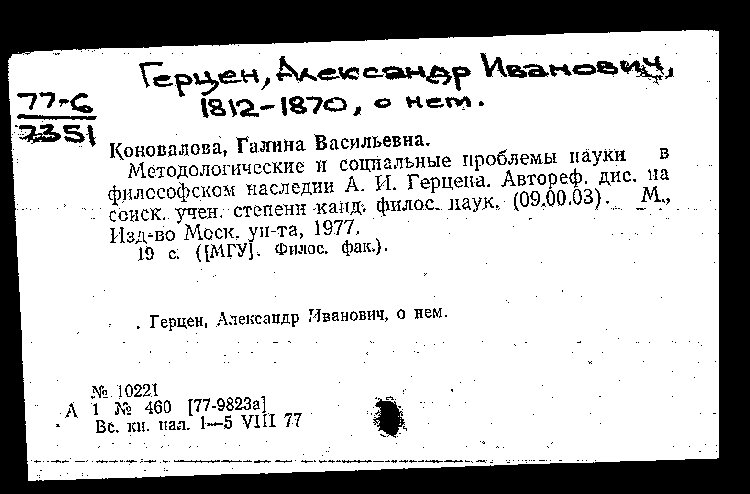 Герцен, Александр Иванович,
1812-1870, о нем.
77-6
7351
Коновалова, Галина Васильевна.
Методологические и социальные проблемы науки в
философском наследии А. И. Герцена. Автореф. дис. на
соиск. учен. степени канд. филос. наук. (09.00.03). М.,
Изд-во Моск. ун-та, 1977.
19 с. ([МГУ]. Филос. фак.).
Герцен, Александр Иванович, о нем.
№ 10221
А 1 № 460 [77-9823а]
Вс. кн. пал. 1—5 VIII 77